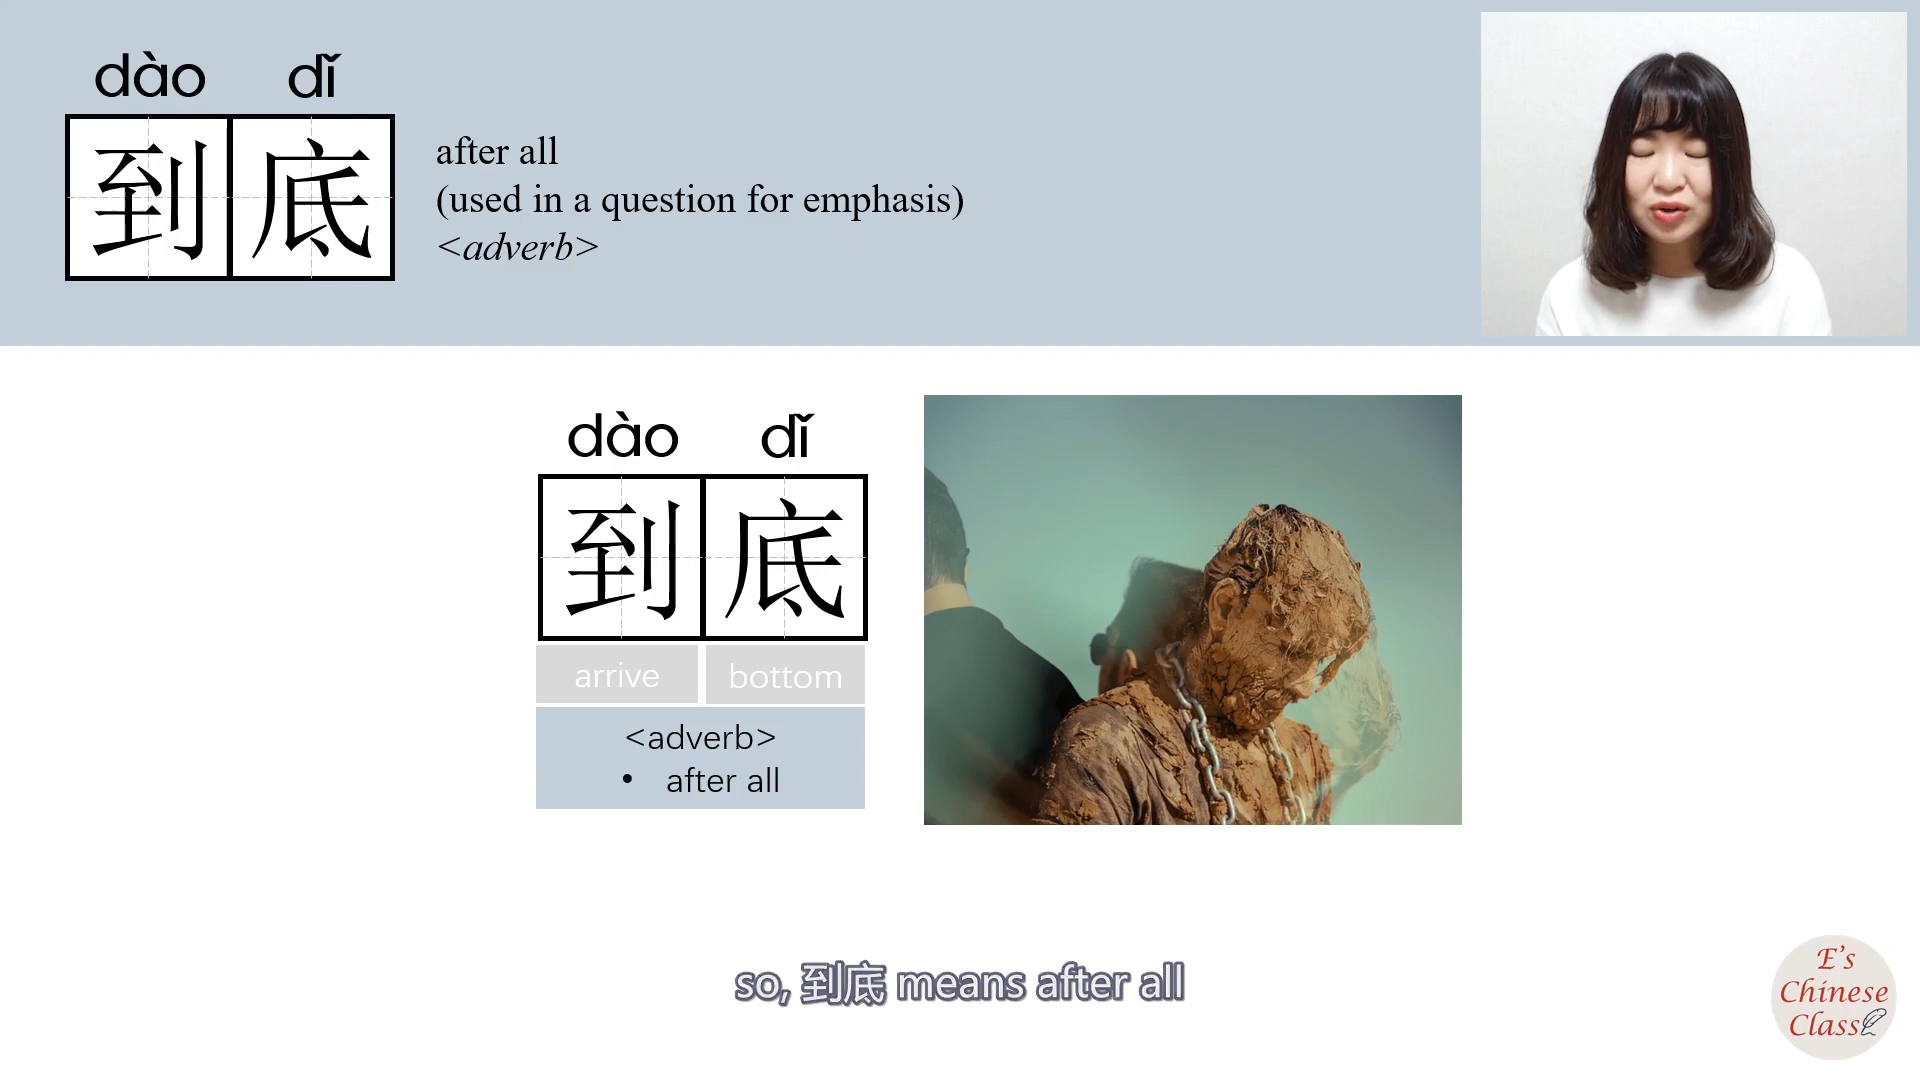 dào dǐ
到底
after all
(used in a question for emphasis)
<adverb>
dào dǐ
到底
arrive bottom
<adverb>
• after all
so, 到底 means after all
E's
Chinese
Class